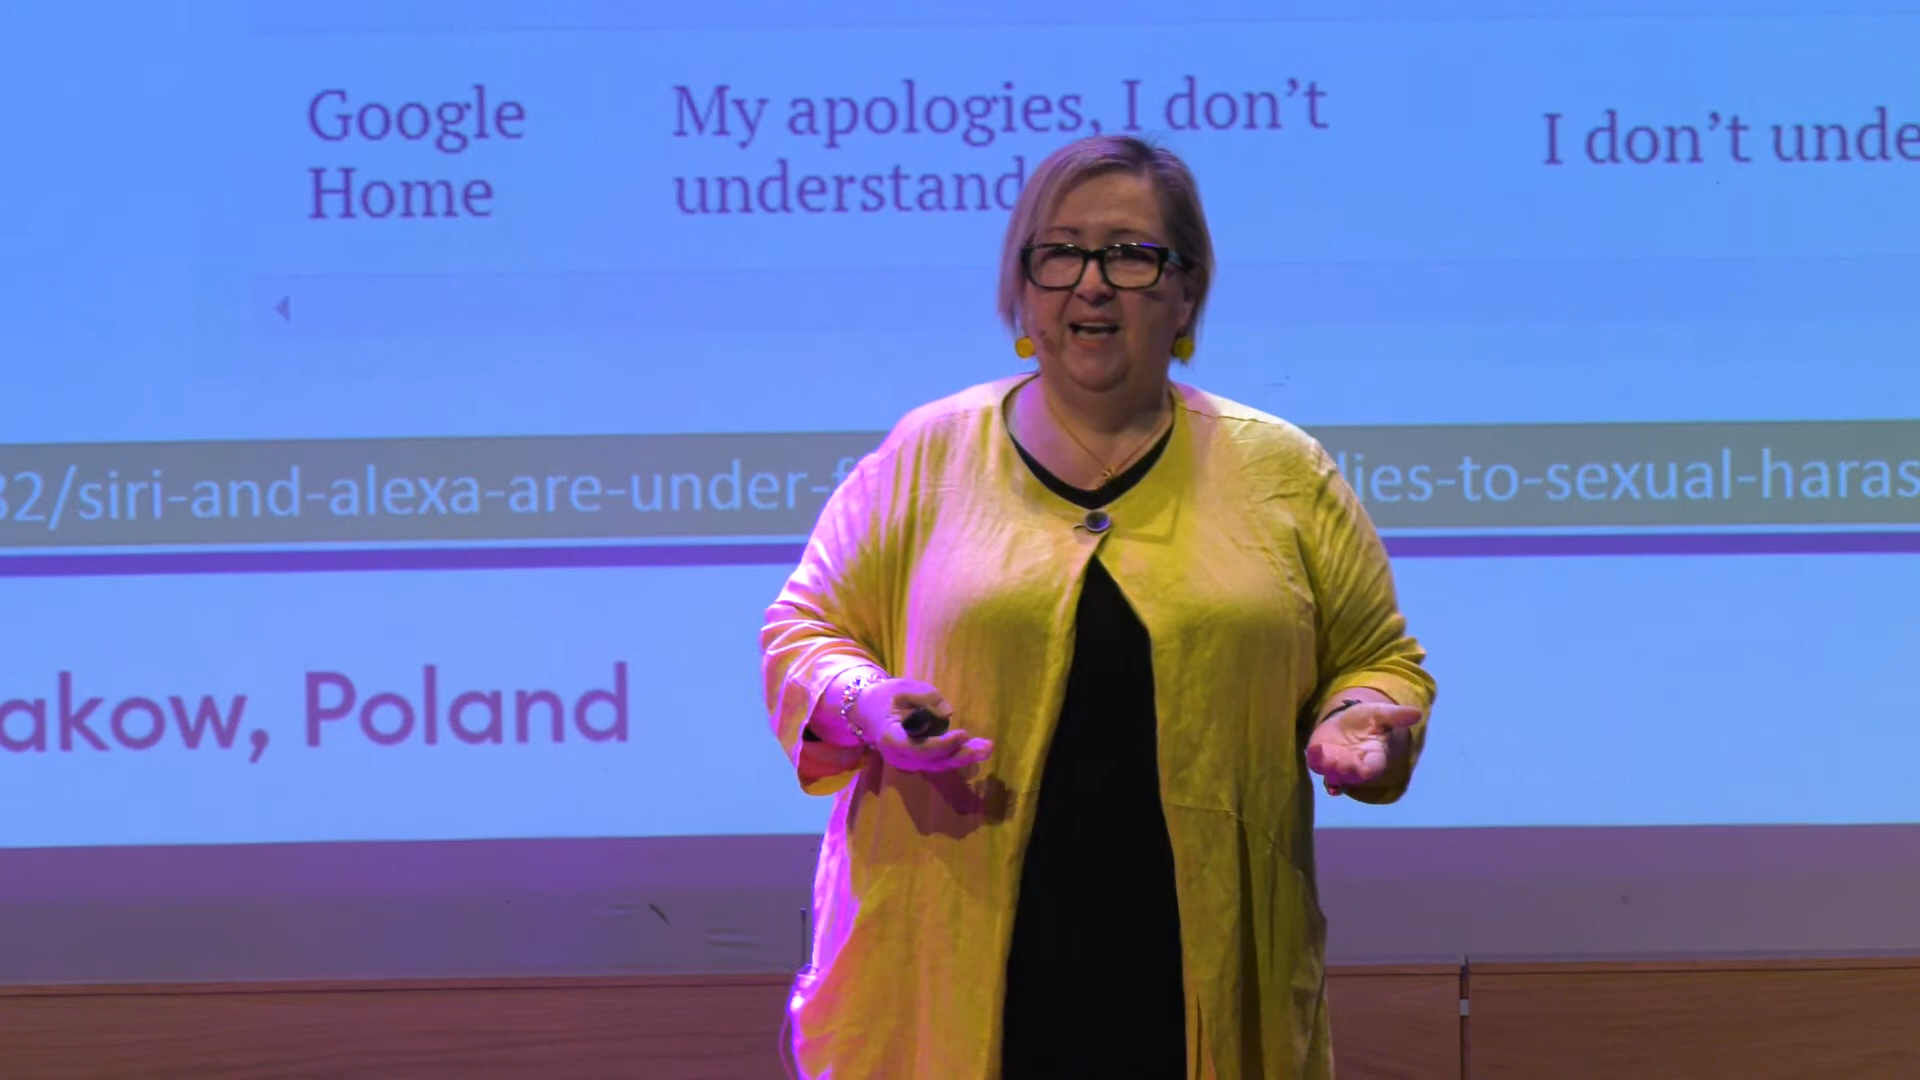 Google
Home
My apologies, I don’t
understand
I don’t unde
32/siri-and-alexa-are-under-f
lies-to-sexual-haras
akow, Poland